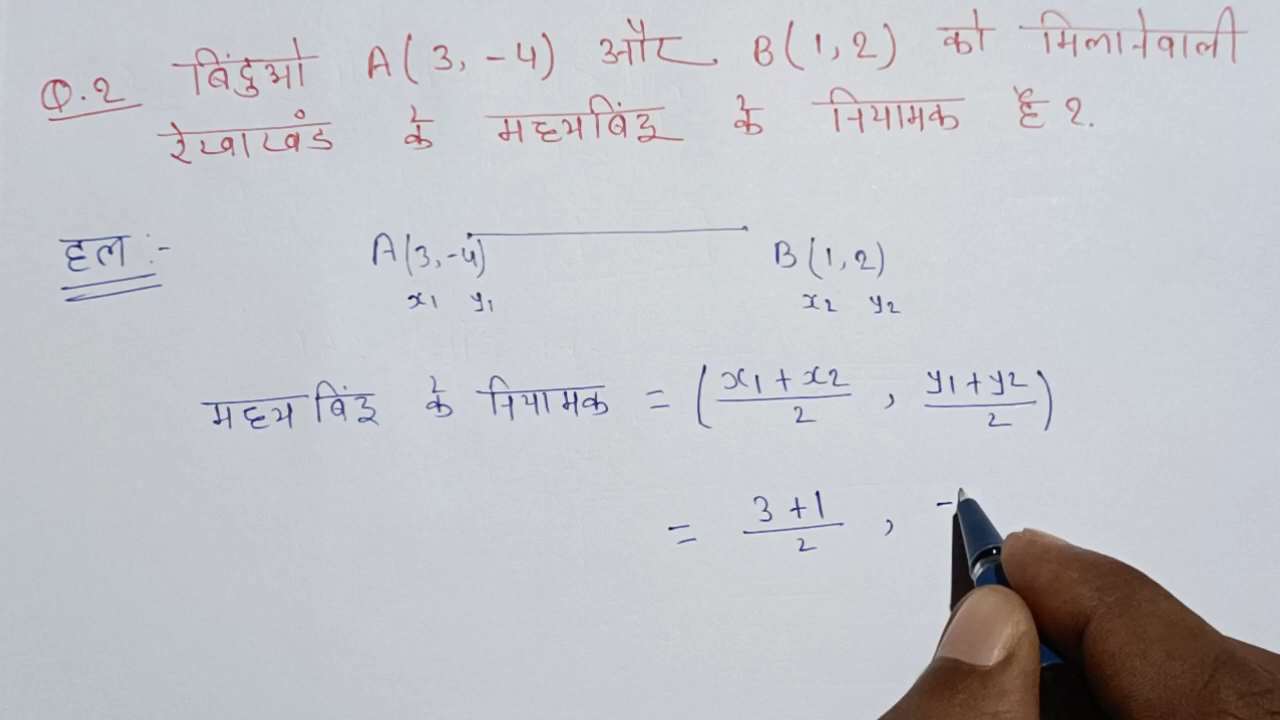 Q.2 बिंदुओ A(3,-4) और B(1,2) को मिलानेवाली
रेखाखंड के मध्यबिंदु के नियामक है ?.
हल :-
A(3,-4) B(1,2)
x1 y1 x2 y2
मध्यबिंदु के नियामक = (x1+x2/2 , y1+y2/2)
= 3+1/2 , -